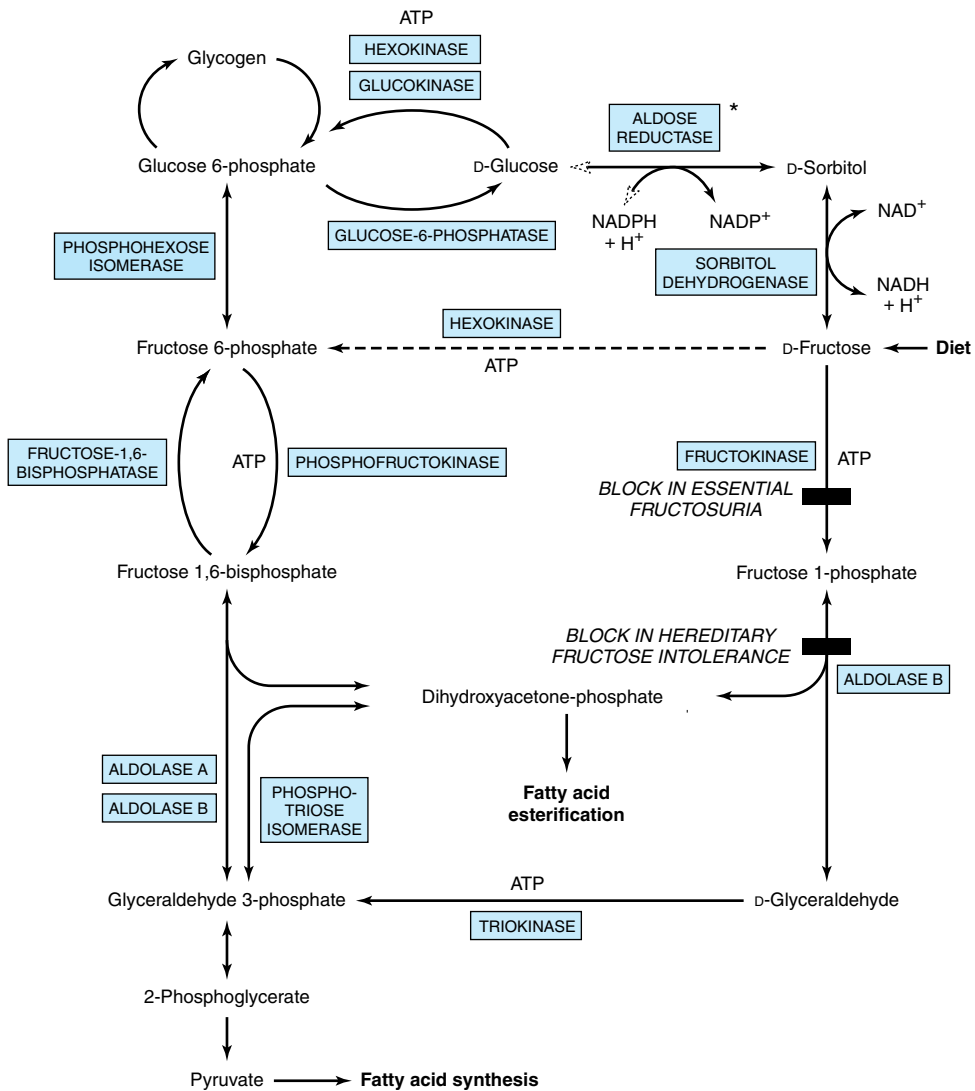 ATP
HEXOKINASE
Glycogen
GLUCOKINASE
ALDOSE
REDUCTASE
*
Glucose 6-phosphate
D-Glucose
D-Sorbitol
NADPH
+ H+
NADP+
NAD+
GLUCOSE-6-PHOSPHATASE
PHOSPHOHEXOSE
ISOMERASE
SORBITOL
DEHYDROGENASE
NADH
+ H+
HEXOKINASE
Fructose 6-phosphate
ATP
D-Fructose
Diet
FRUCTOSE-1,6-
BISPHOSPHATASE
ATP
PHOSPHOFRUCTOKINASE
FRUCTOKINASE
ATP
BLOCK IN ESSENTIAL
FRUCTOSURIA
Fructose 1,6-bisphosphate
Fructose 1-phosphate
BLOCK IN HEREDITARY
FRUCTOSE INTOLERANCE
ALDOLASE B
Dihydroxyacetone-phosphate
ALDOLASE A
ALDOLASE B
PHOSPHO-
TRIOSE
ISOMERASE
Fatty acid
esterification
Glyceraldehyde 3-phosphate
ATP
TRIOKINASE
D-Glyceraldehyde
2-Phosphoglycerate
Pyruvate
Fatty acid synthesis